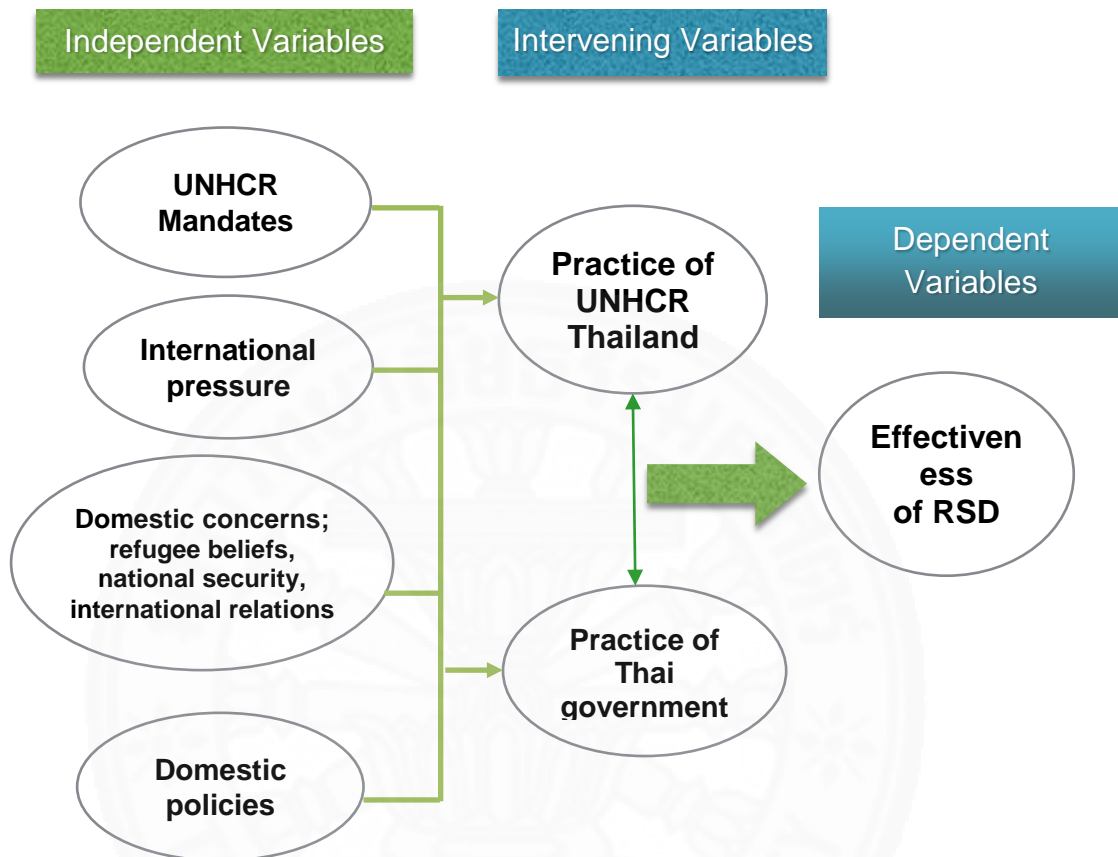 Independent Variables
Intervening Variables
UNHCR
Mandates
International
pressure
Domestic concerns;
refugee beliefs,
national security,
international relations
Domestic
policies
Practice of
UNHCR
Thailand
Practice of
Thai
government
Dependent
Variables
Effectiven
ess
of RSD